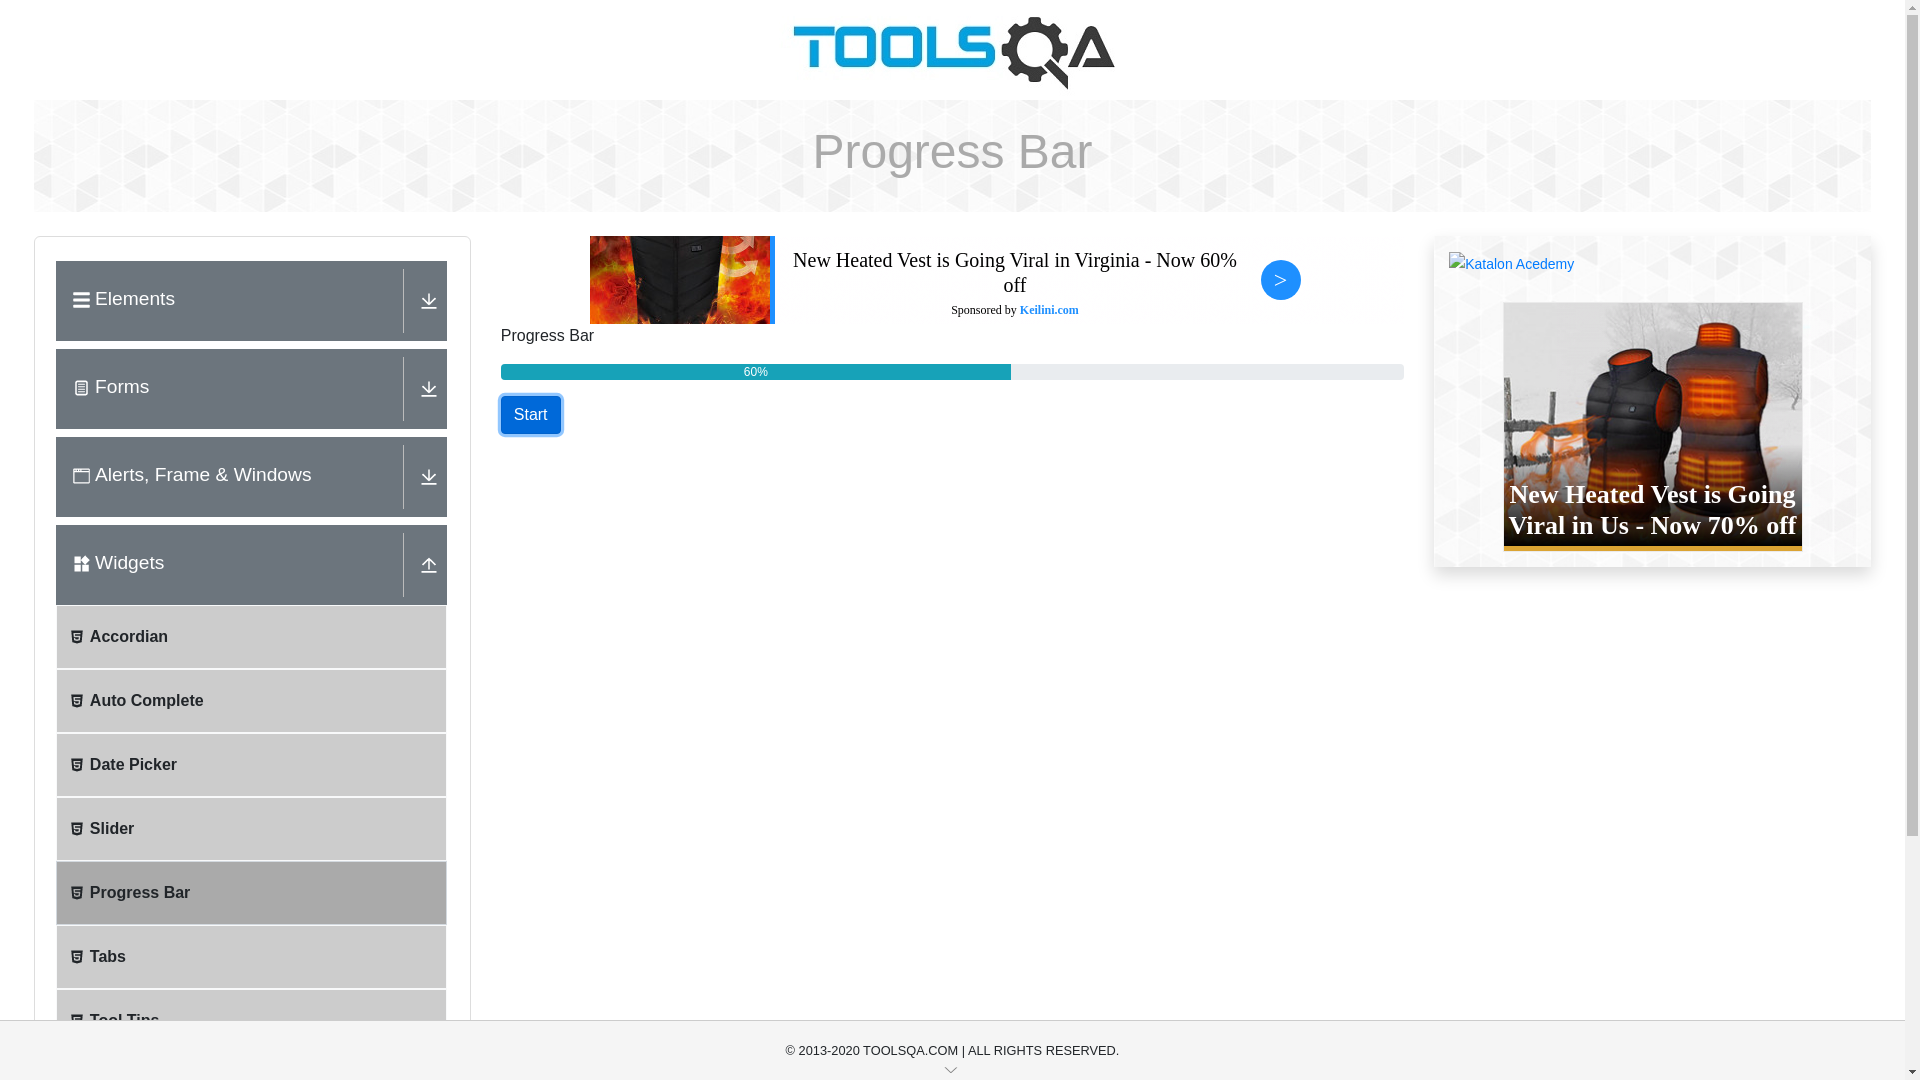 TOOLSQA
Progress Bar
Elements
Forms
Alerts, Frame & Windows
Widgets
Accordian
Auto Complete
Date Picker
Slider
Progress Bar
Tabs
Tool Tips
New Heated Vest is Going Viral in Virginia - Now 60%
off
Sponsored by Keilini.com
>
Progress Bar
60%
Start
Katalon Acedemy
New Heated Vest is Going
Viral in Us - Now 70% off
© 2013-2020 TOOLSQA.COM | ALL RIGHTS RESERVED.